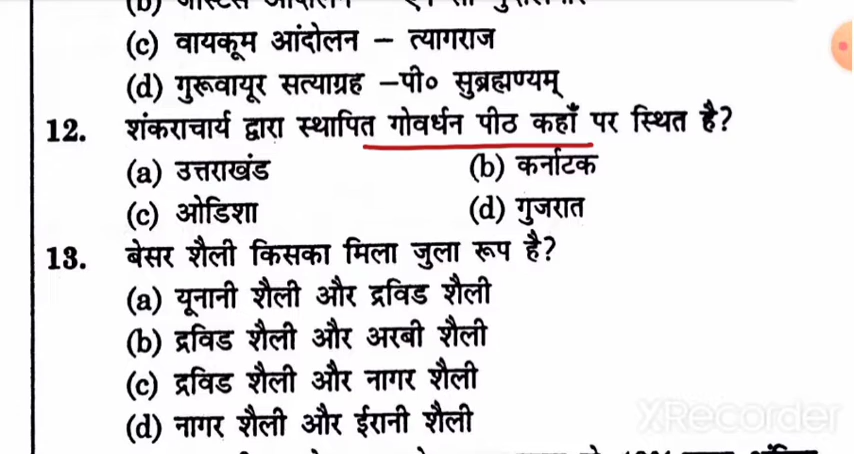 (c) वायकूम आंदोलन – त्यागराज
(d) गुरूवायूर सत्याग्रह –पी० सुब्रह्मण्यम्
12. शंकराचार्य द्वारा स्थापित गोवर्धन पीठ कहाँ पर स्थित है?
(a) उत्तराखंड (b) कर्नाटक
(c) ओडिशा (d) गुजरात
13. बेसर शैली किसका मिला जुला रूप है?
(a) यूनानी शैली और द्रविड शैली
(b) द्रविड शैली और अरबी शैली
(c) द्रविड शैली और नागर शैली
(d) नागर शैली और ईरानी शैली
XRecorder